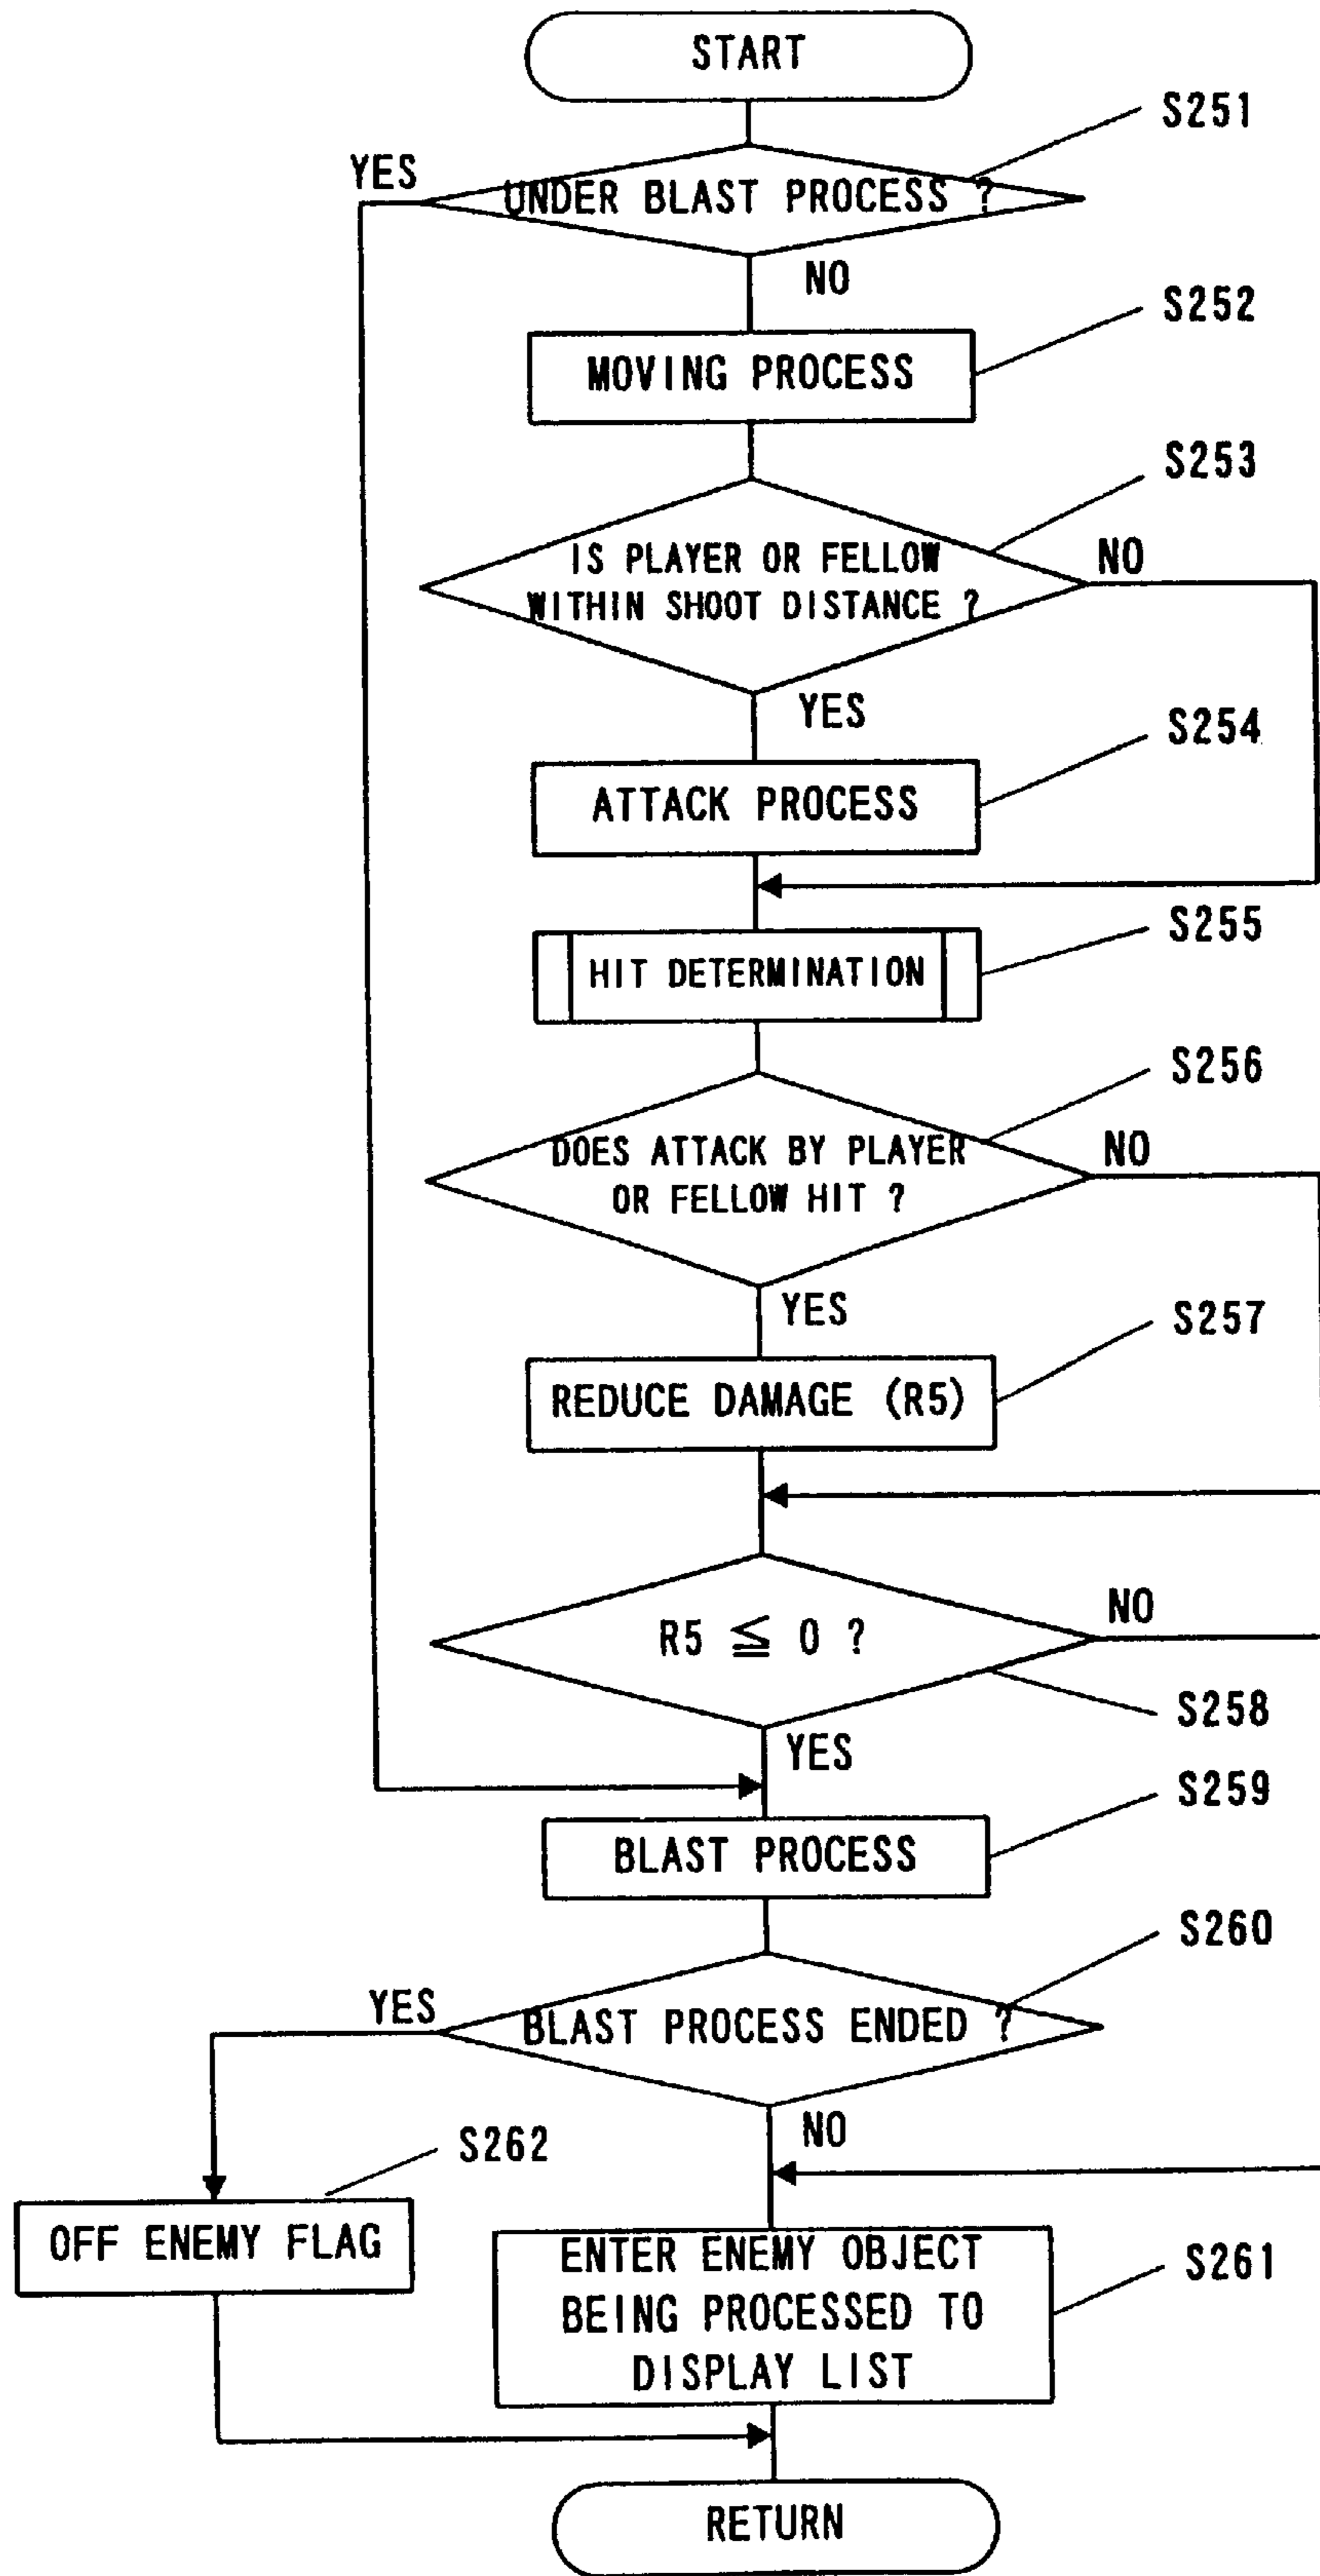 START
S251
YES
UNDER BLAST PROCESS ?
NO
S252
MOVING PROCESS
S253
IS PLAYER OR FELLOW
WITHIN SHOOT DISTANCE ?
NO
YES
S254
ATTACK PROCESS
S255
HIT DETERMINATION
S256
DOES ATTACK BY PLAYER
OR FELLOW HIT ?
NO
YES
S257
REDUCE DAMAGE (R5)
R5 ≦ 0 ?
NO
S258
YES
S259
BLAST PROCESS
S260
YES
BLAST PROCESS ENDED ?
NO
S262
OFF ENEMY FLAG
ENTER ENEMY OBJECT
BEING PROCESSED TO
DISPLAY LIST
S261
RETURN